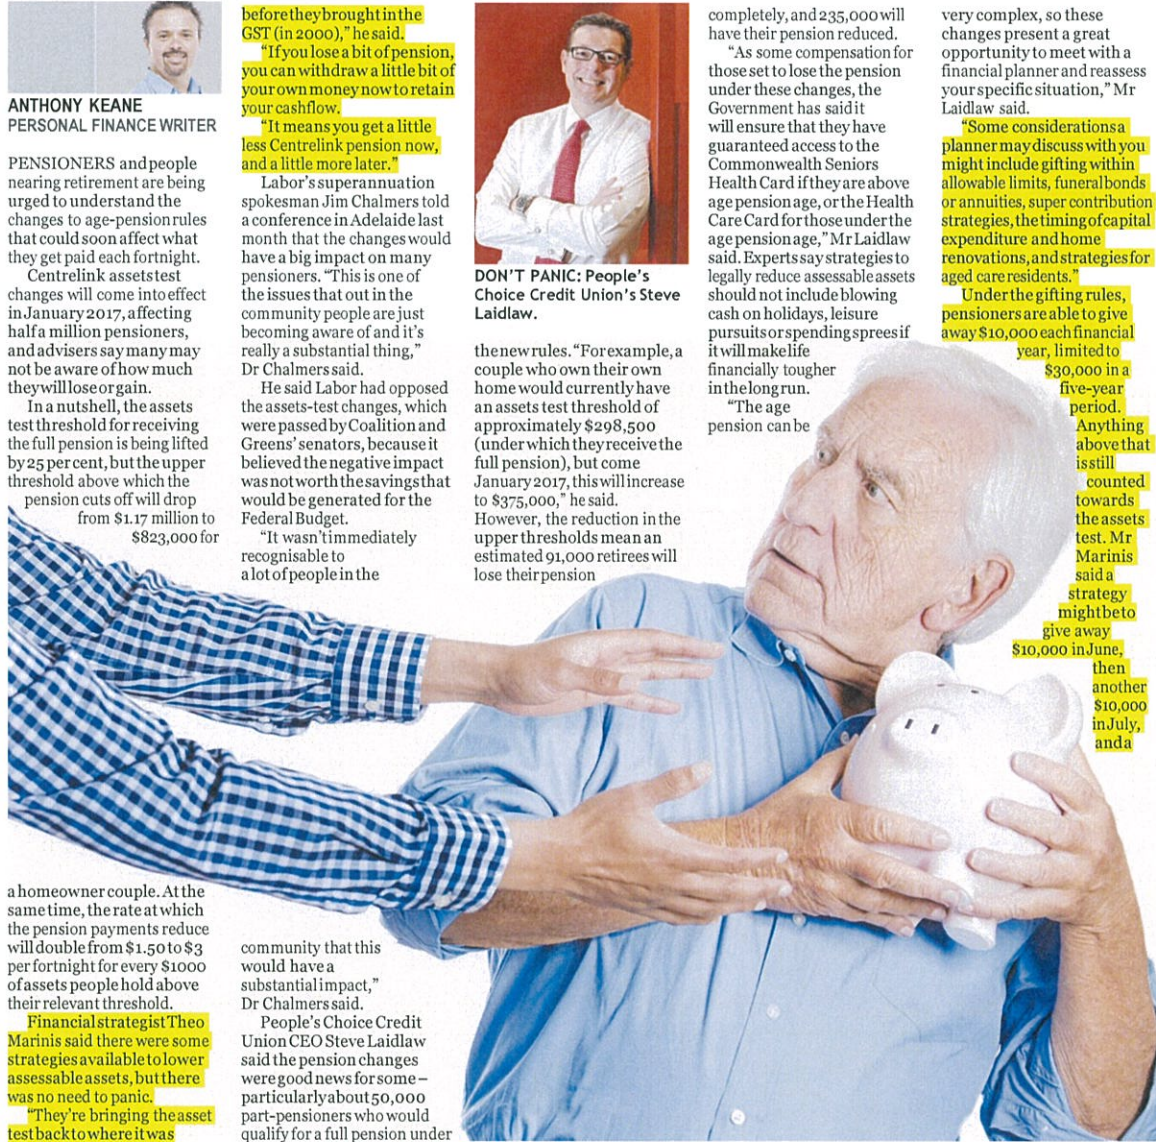 ANTHONY KEANE
PERSONAL FINANCE WRITER
PENSIONERS and people
nearing retirement are being
urged to understand the
changes to age-pension rules
that could soon affect what
they get paid each fortnight.
Centrelink assets test
changes will come into effect
in January 2017, affecting
half a million pensioners,
and advisers say many may
not be aware of how much
they will lose or gain.
In a nutshell, the assets
test threshold for receiving
the full pension is being lifted
by 25 per cent, but the upper
threshold above which the
pension cuts off will drop
from $1.17 million to
$823,000 for
a homeowner couple. At the
same time, the rate at which
the pension payments reduce
will double from $1.50 to $3
per fortnight for every $1000
of assets people hold above
their relevant threshold.
Financial strategist Theo
Marinis said there were some
strategies available to lower
assessable assets, but there
was no need to panic.
"They're bringing the asset
test back to where it was
before they brought in the
GST (in 2000)," he said.
"If you lose a bit of pension,
you can withdraw a little bit of
your own money now to retain
your cashflow.
"It means you get a little
less Centrelink pension now,
and a little more later."
Labor's superannuation
spokesman Jim Chalmers told
a conference in Adelaide last
month that the changes would
have a big impact on many
pensioners. "This is one of
the issues that out in the
community people are just
becoming aware of and it's
really a substantial thing,"
Dr Chalmers said.
He said Labor had opposed
the assets-test changes, which
were passed by Coalition and
Greens' senators, because it
believed the negative impact
was not worth the savings that
would be generated for the
Federal Budget.
"It wasn't immediately
recognisable to
a lot of people in the
community that this
would have a
substantial impact,"
Dr Chalmers said.
People's Choice Credit
Union CEO Steve Laidlaw
said the pension changes
were good news for some –
particularly about 50,000
part-pensioners who would
qualify for a full pension under
DON'T PANIC: People's
Choice Credit Union's Steve
Laidlaw.
the new rules. "For example, a
couple who own their own
home would currently have
an assets test threshold of
approximately $298,500
(under which they receive the
full pension), but come
January 2017, this will increase
to $375,000," he said.
However, the reduction in the
upper thresholds mean an
estimated 91,000 retirees will
lose their pension
completely, and 235,000 will
have their pension reduced.
"As some compensation for
those set to lose the pension
under these changes, the
Government has said it
will ensure that they have
guaranteed access to the
Commonwealth Seniors
Health Card if they are above
age pension age, or the Health
Care Card for those under the
age pension age," Mr Laidlaw
said. Experts say strategies to
legally reduce assessable assets
should not include blowing
cash on holidays, leisure
pursuits or spending sprees if
it will make life
financially tougher
in the long run.
"The age
pension can be
very complex, so these
changes present a great
opportunity to meet with a
financial planner and reassess
your specific situation," Mr
Laidlaw said.
"Some considerations a
planner may discuss with you
might include gifting within
allowable limits, funeral bonds
or annuities, super contribution
strategies, the timing of capital
expenditure and home
renovations, and strategies for
aged care residents."
Under the gifting rules,
pensioners are able to give
away $10,000 each financial
year, limited to
$30,000 in a
five-year
period.
Anything
above that
is still
counted
towards
the assets
test. Mr
Marinis
said a
strategy
might be to
give away
$10,000 in June,
then
another
$10,000
in July,
and a